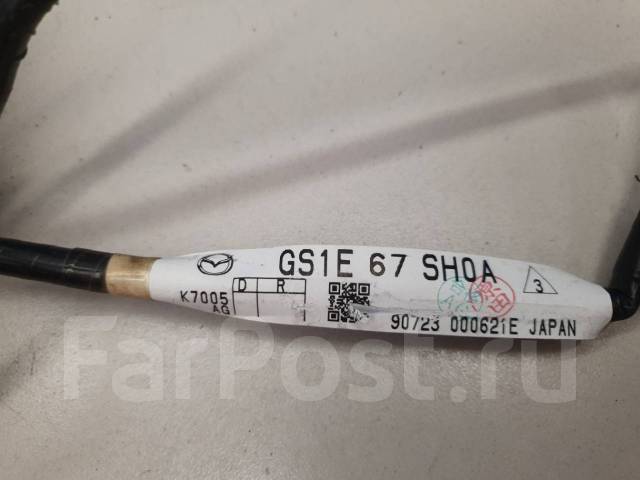 GS1E 67 SH0A
3
D R
K7005
AG
90723 000621E JAPAN
FarPost.ru